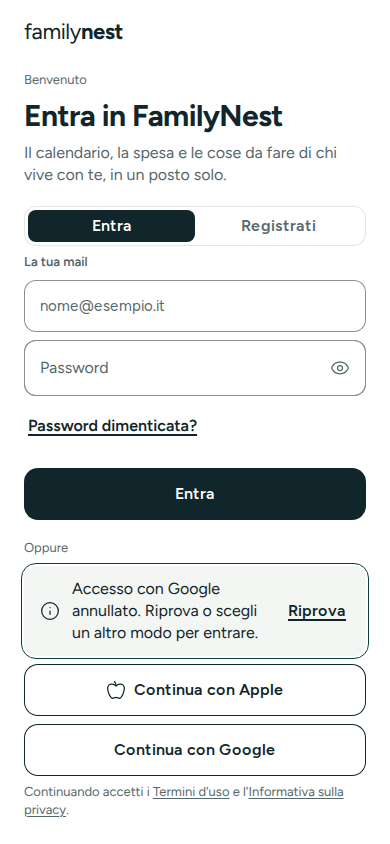 familynest
Benvenuto
Entra in FamilyNest
Il calendario, la spesa e le cose da fare di chi
vive con te, in un posto solo.
Entra
Registrati
La tua mail
nome@esempio.it
Password
Password dimenticata?
Entra
Oppure
Accesso con Google
annullato. Riprova o scegli
un altro modo per entrare.
Riprova
Continua con Apple
Continua con Google
Continuando accetti i Termini d'uso e l'Informativa sulla
privacy.